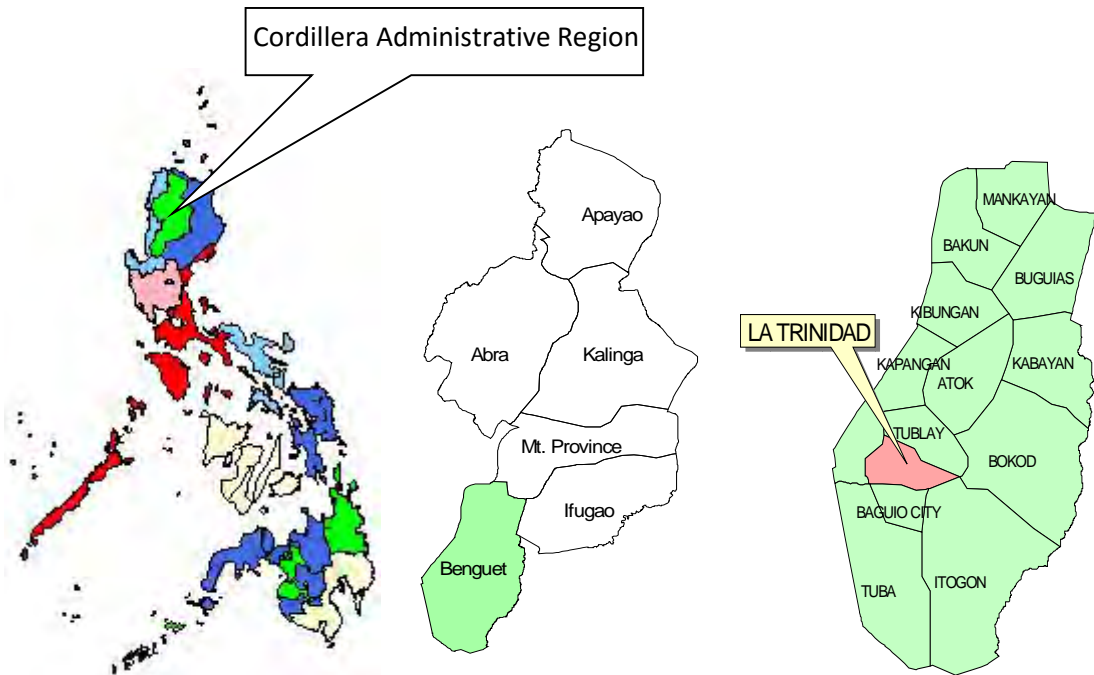 Cordillera Administrative Region
Apayao
Abra
Kalinga
Mt. Province
Ifugao
Benguet
MANKAYAN
BAKUN
BUGUIAS
KIBUNGAN
LA TRINIDAD
KAPANGAN
KABAYAN
ATOK
TUBLAY
BOKOD
BAGUIO CITY
ITOGON
TUBA